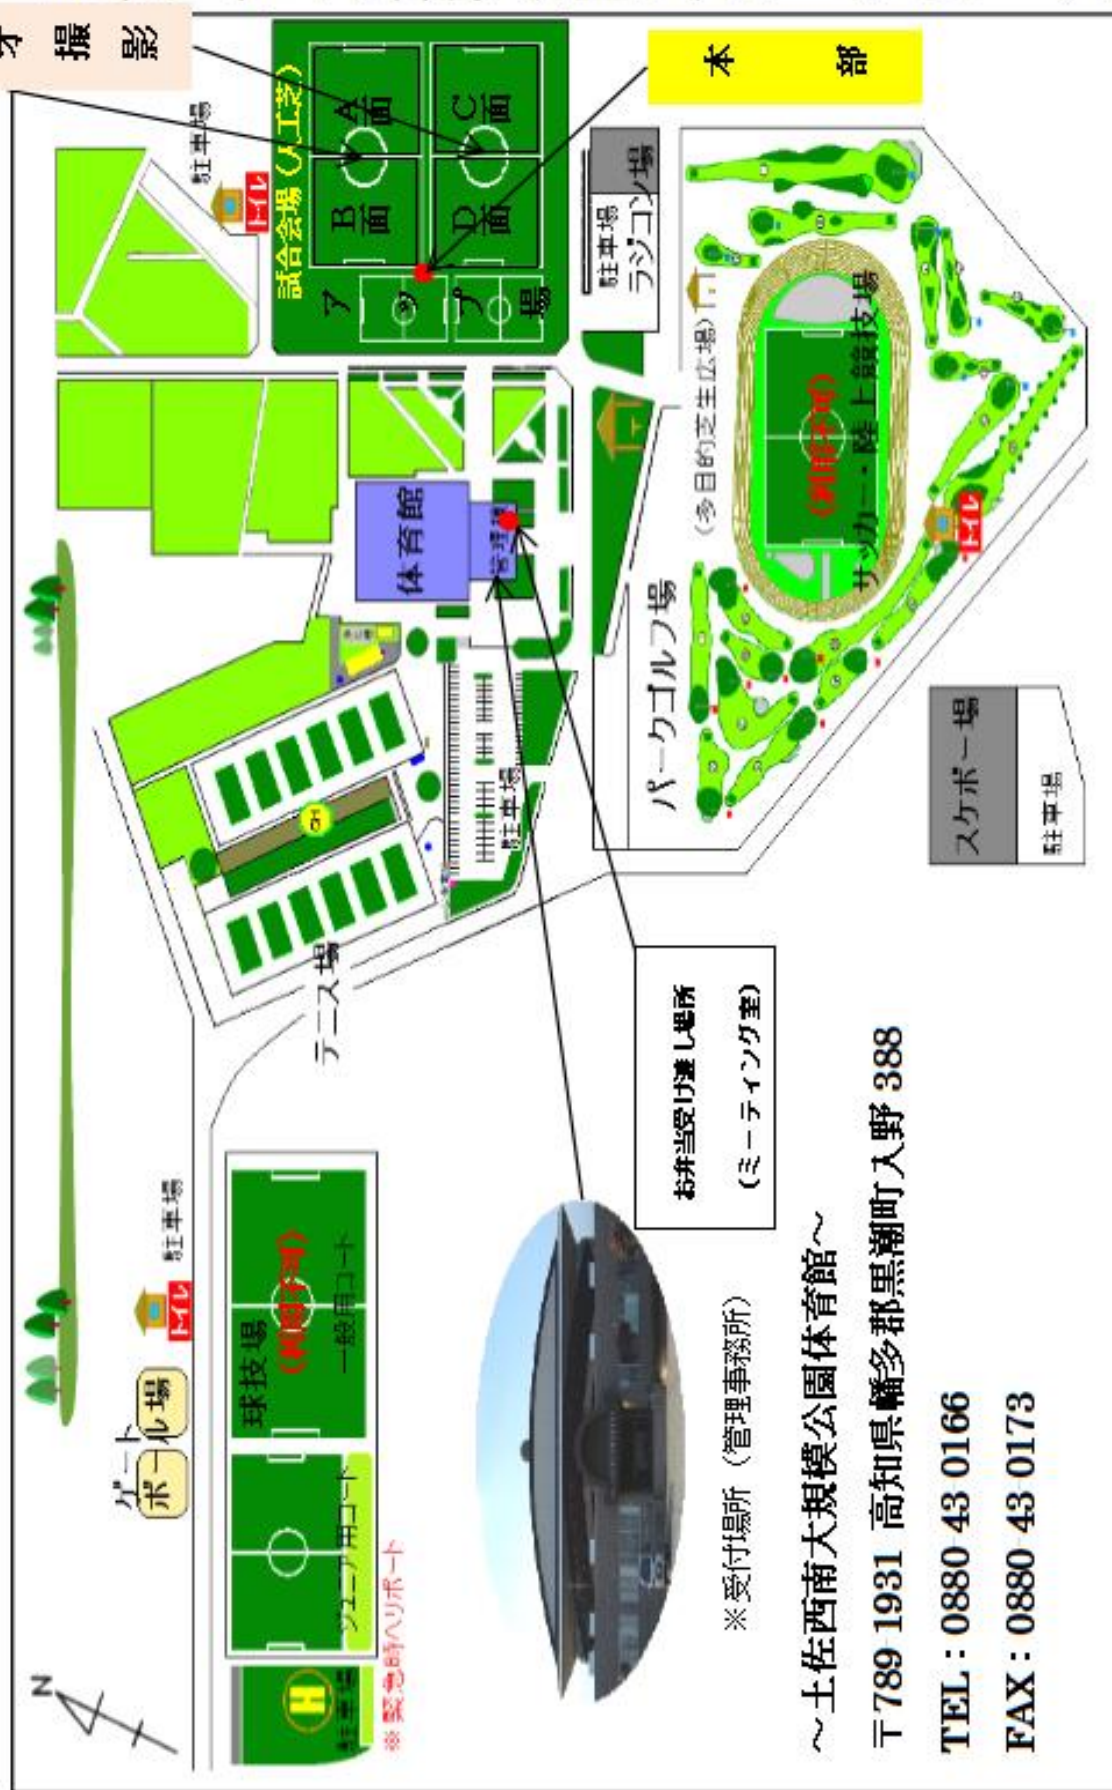 撮影
本部
駐車場
トイレ
試合会場（人工芝）
A面
B面
C面
D面
アップ場
駐車場
ラジコン場
体育館
管理棟
(多目的芝生広場)
サッカー・陸上競技場
(利用不可)
トイレ
パークゴルフ場
スケボー場
駐車場
駐車場
CH
テニス場
お弁当受け渡し場所
(ミーティング室)
N
ゲート
ボール場
トイレ
駐車場
球技場
(利用不可)
一般用コート
ジュニア用コート
H
駐車場
※緊急時ヘリポート
※受付場所（管理事務所）
～土佐西南大規模公園体育館～
〒789-1931 高知県幡多郡黒潮町入野 388
TEL：0880-43-0166
FAX：0880-43-0173